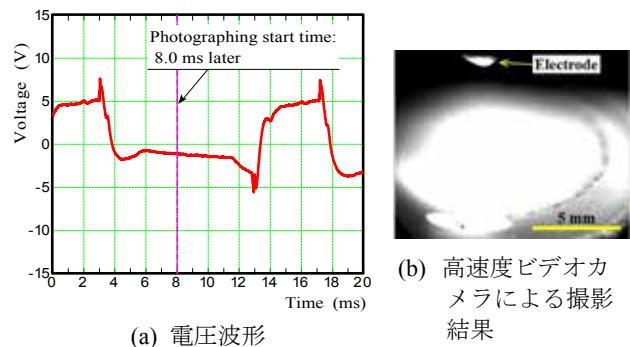 Voltage (V)
15
10
5
0
-5
-10
-15
Photographing start time:
8.0 ms later
0 2 4 6 8 10 12 14 16 18 20
Time (ms)
(a) 電圧波形
Electrode
5 mm
(b) 高速度ビデオカ
メラによる撮影
結果